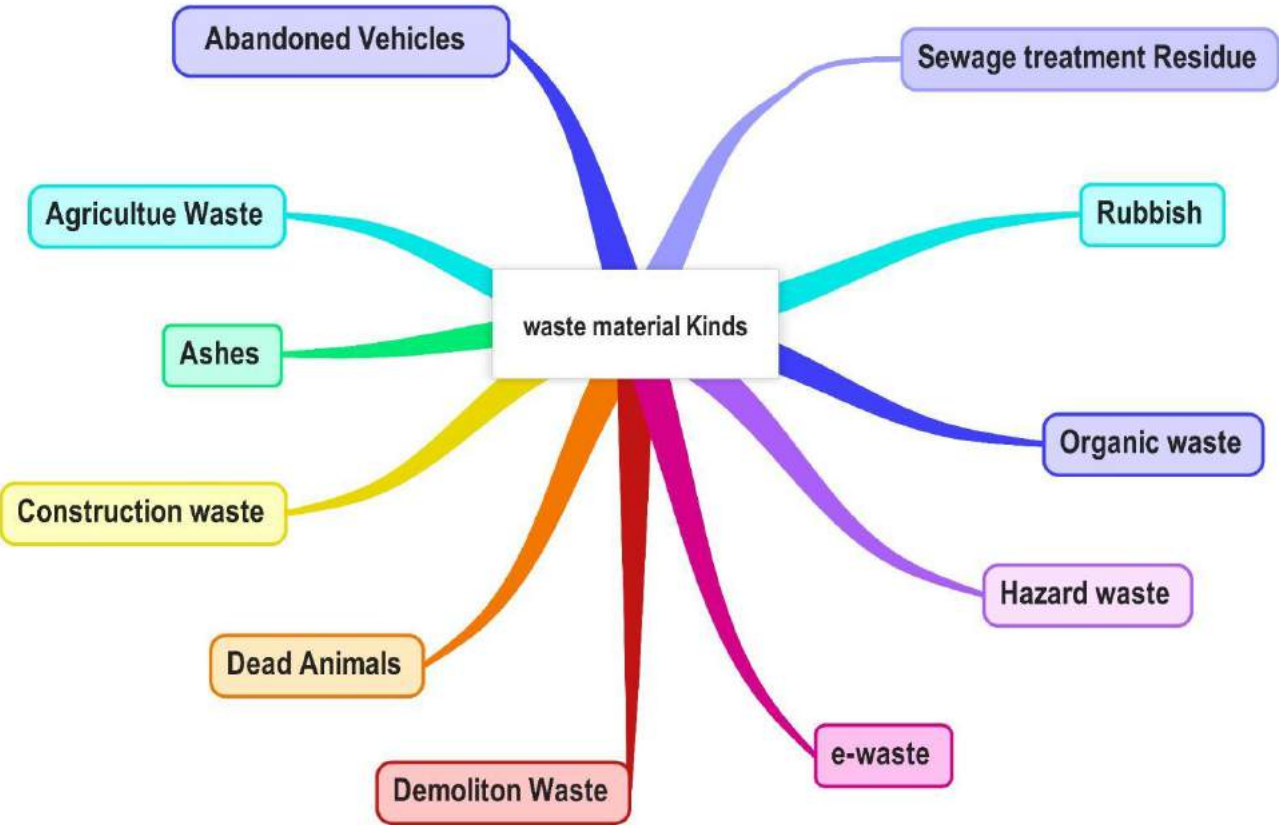 Abandoned Vehicles
Sewage treatment Residue
Agricultue Waste
Rubbish
waste material Kinds
Ashes
Organic waste
Construction waste
Hazard waste
Dead Animals
e-waste
Demoliton Waste